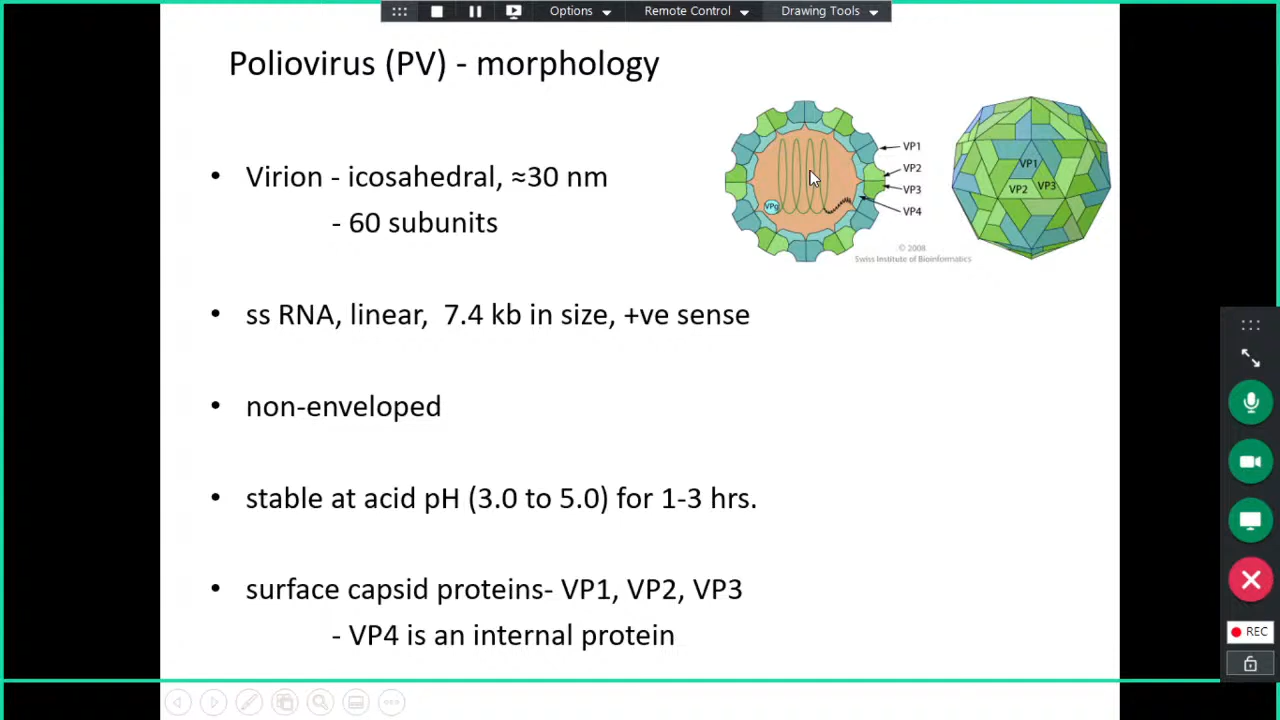 Options
Remote Control
Drawing Tools
Poliovirus (PV) - morphology
• Virion - icosahedral, ≈30 nm
- 60 subunits
• ss RNA, linear, 7.4 kb in size, +ve sense
• non-enveloped
• stable at acid pH (3.0 to 5.0) for 1-3 hrs.
• surface capsid proteins- VP1, VP2, VP3
- VP4 is an internal protein
VP1
VP2
VP3
VP4
VPg
© 2008
Swiss Institute of Bioinformatics
VP1
VP2
VP3
REC